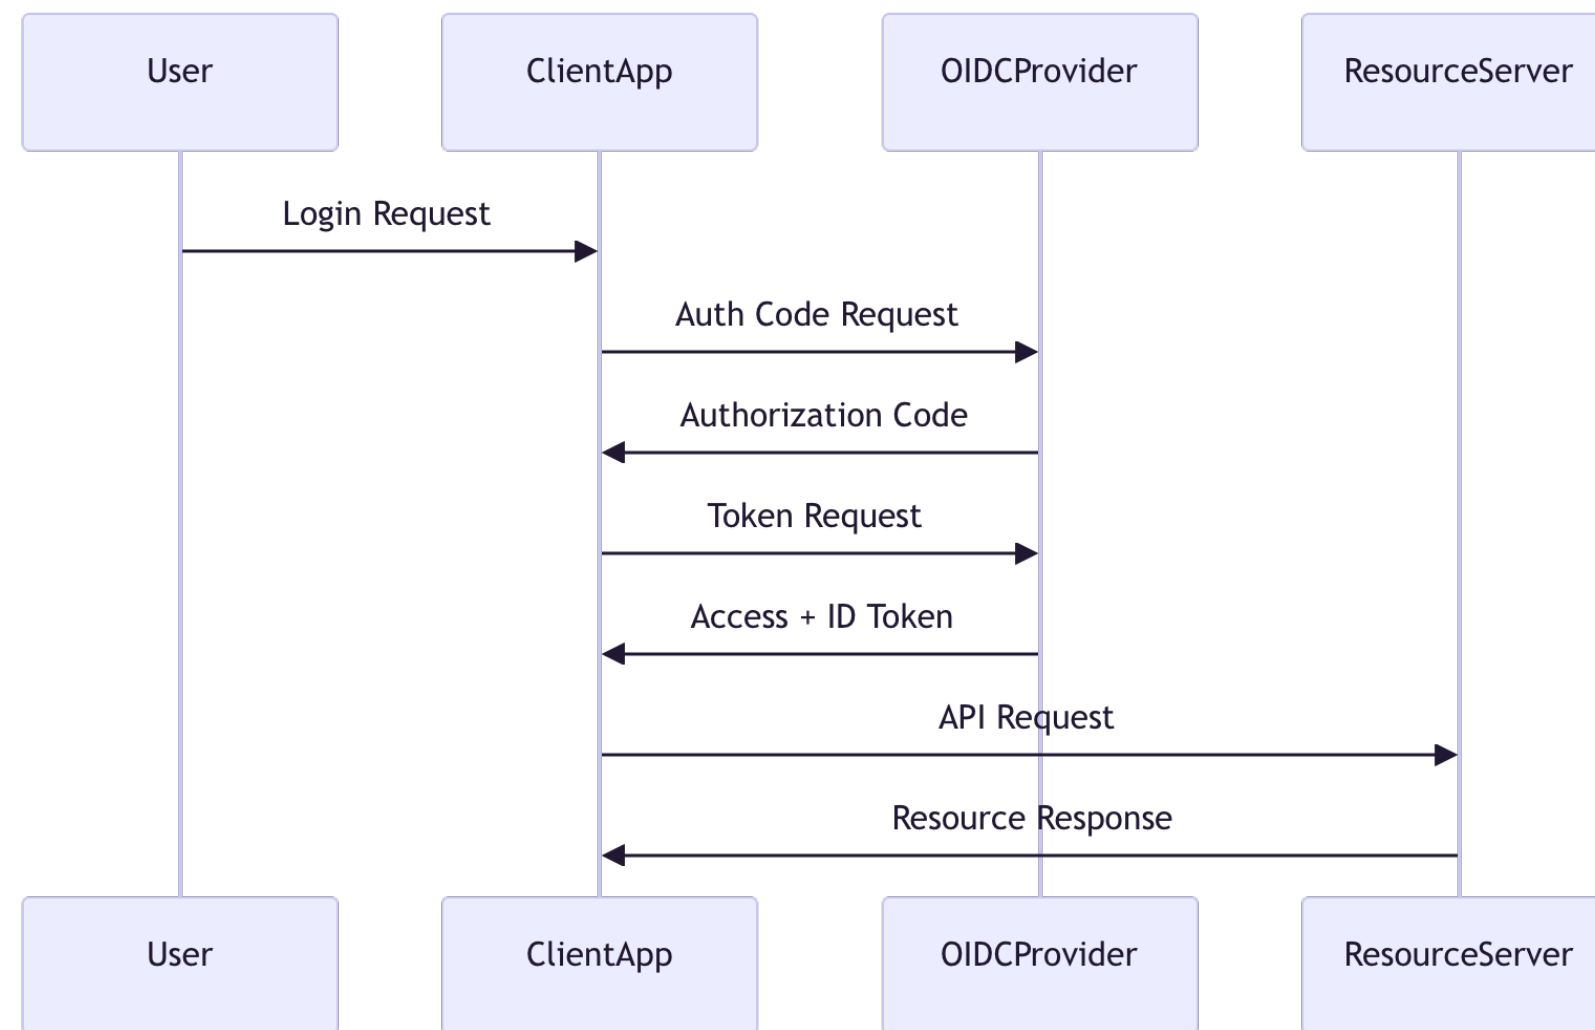 User ClientApp OIDCProvider ResourceServer
Login Request
Auth Code Request
Authorization Code
Token Request
Access + ID Token
API Request
Resource Response
User ClientApp OIDCProvider ResourceServer